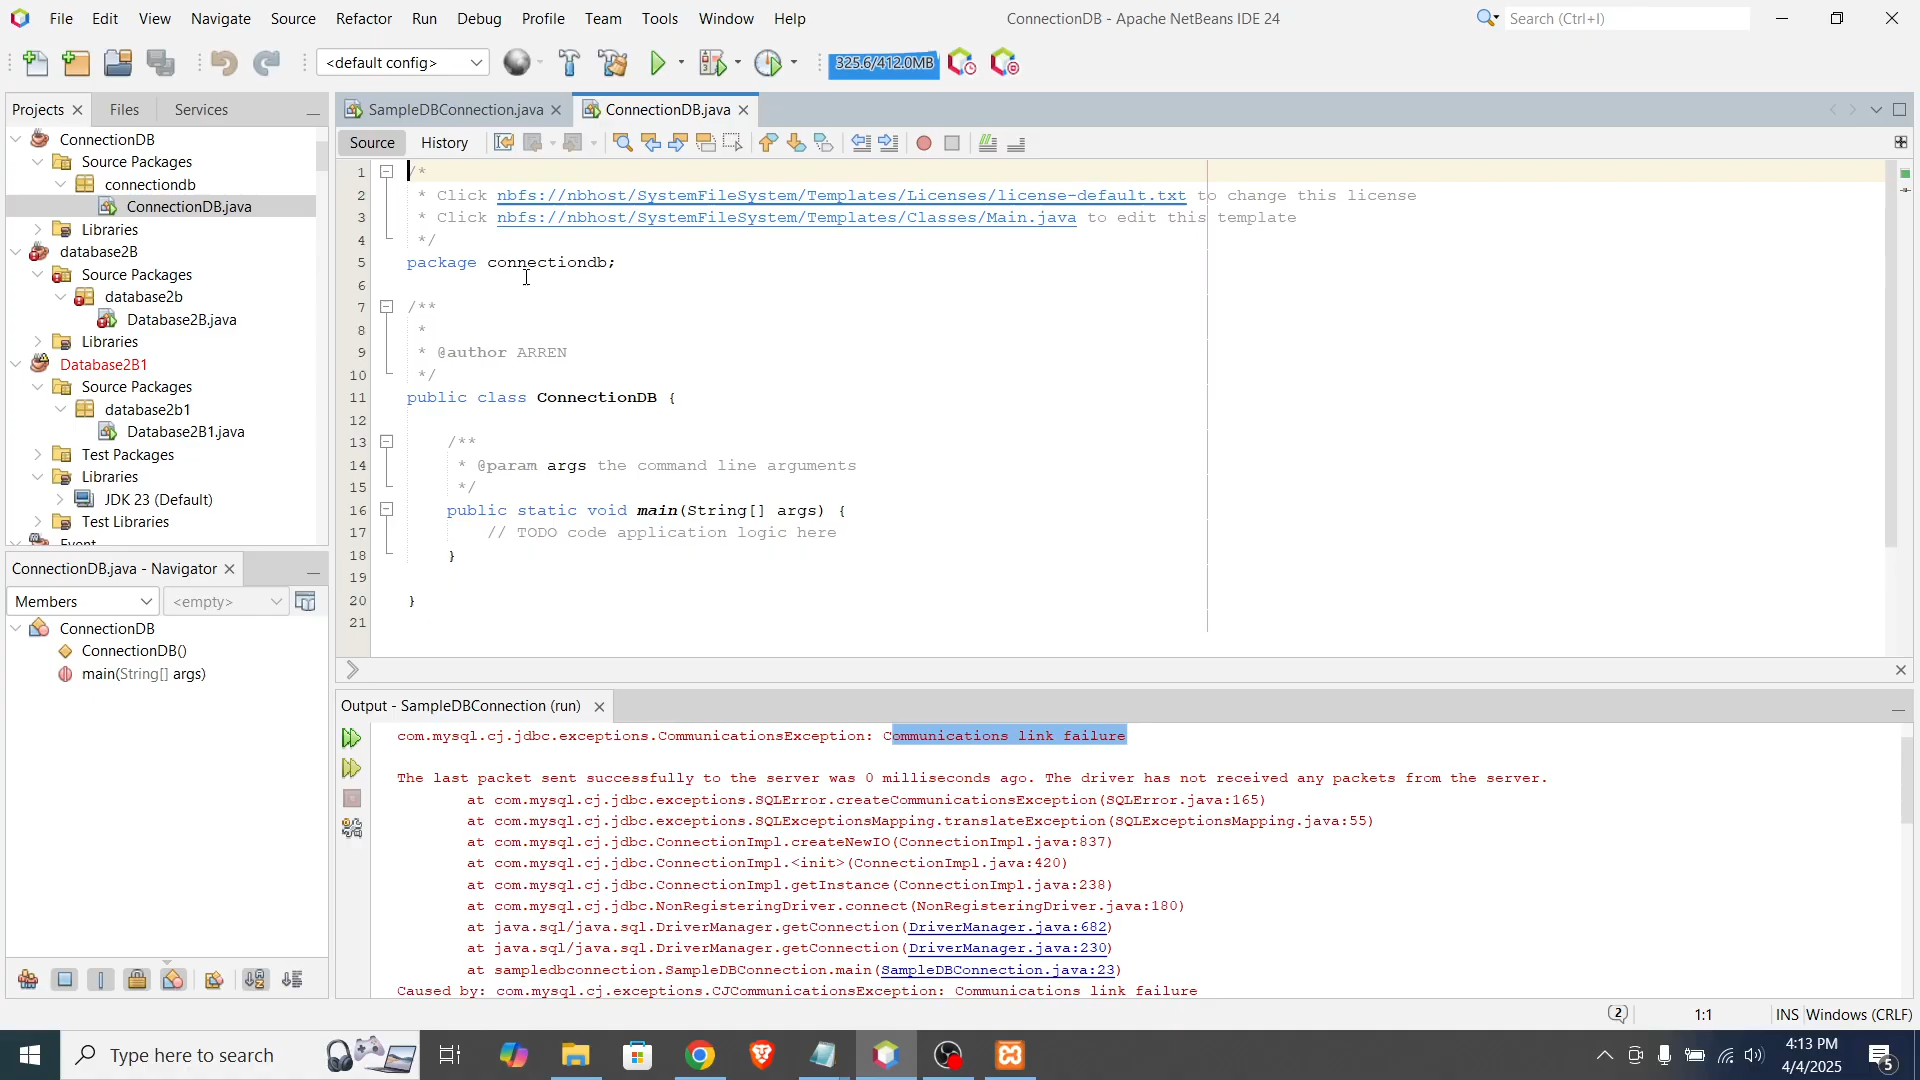 File Edit View Navigate Source Refactor Run Debug Profile Team Tools Window Help
ConnectionDB - Apache NetBeans IDE 24
Search (Ctrl+I)
<default config>
325.6/412.0MB
Projects Files Services
SampleDBConnection.java ConnectionDB.java
Source History
ConnectionDB
Source Packages
connectiondb
ConnectionDB.java
Libraries
database2B
Source Packages
database2b
Database2B.java
Libraries
Database2B1
Source Packages
database2b1
Database2B1.java
Test Packages
Libraries
JDK 23 (Default)
Test Libraries
Event
1 /*
2 * Click nbfs://nbhost/SystemFileSystem/Templates/Licenses/license-default.txt to change this license
3 * Click nbfs://nbhost/SystemFileSystem/Templates/Classes/Main.java to edit this template
4 */
5 package connectiondb;
6
7 /**
8 *
9 * @author ARREN
10 */
11 public class ConnectionDB {
12
13 /**
14 * @param args the command line arguments
15 */
16 public static void main(String[] args) {
17 // TODO code application logic here
18 }
19
20 }
21
ConnectionDB.java - Navigator
Members <empty>
ConnectionDB
ConnectionDB()
main(String[] args)
Output - SampleDBConnection (run)
com.mysql.cj.jdbc.exceptions.CommunicationsException: Communications link failure
The last packet sent successfully to the server was 0 milliseconds ago. The driver has not received any packets from the server.
at com.mysql.cj.jdbc.exceptions.SQLError.createCommunicationsException(SQLError.java:165)
at com.mysql.cj.jdbc.exceptions.SQLExceptionsMapping.translateException(SQLExceptionsMapping.java:55)
at com.mysql.cj.jdbc.ConnectionImpl.createNewIO(ConnectionImpl.java:837)
at com.mysql.cj.jdbc.ConnectionImpl.<init>(ConnectionImpl.java:420)
at com.mysql.cj.jdbc.ConnectionImpl.getInstance(ConnectionImpl.java:238)
at com.mysql.cj.jdbc.NonRegisteringDriver.connect(NonRegisteringDriver.java:180)
at java.sql/java.sql.DriverManager.getConnection(DriverManager.java:682)
at java.sql/java.sql.DriverManager.getConnection(DriverManager.java:230)
at sampledbconnection.SampleDBConnection.main(SampleDBConnection.java:23)
Caused by: com.mysql.cj.exceptions.CJCommunicationsException: Communications link failure
2 1:1 INS Windows (CRLF)
Type here to search
4:13 PM
4/4/2025
5